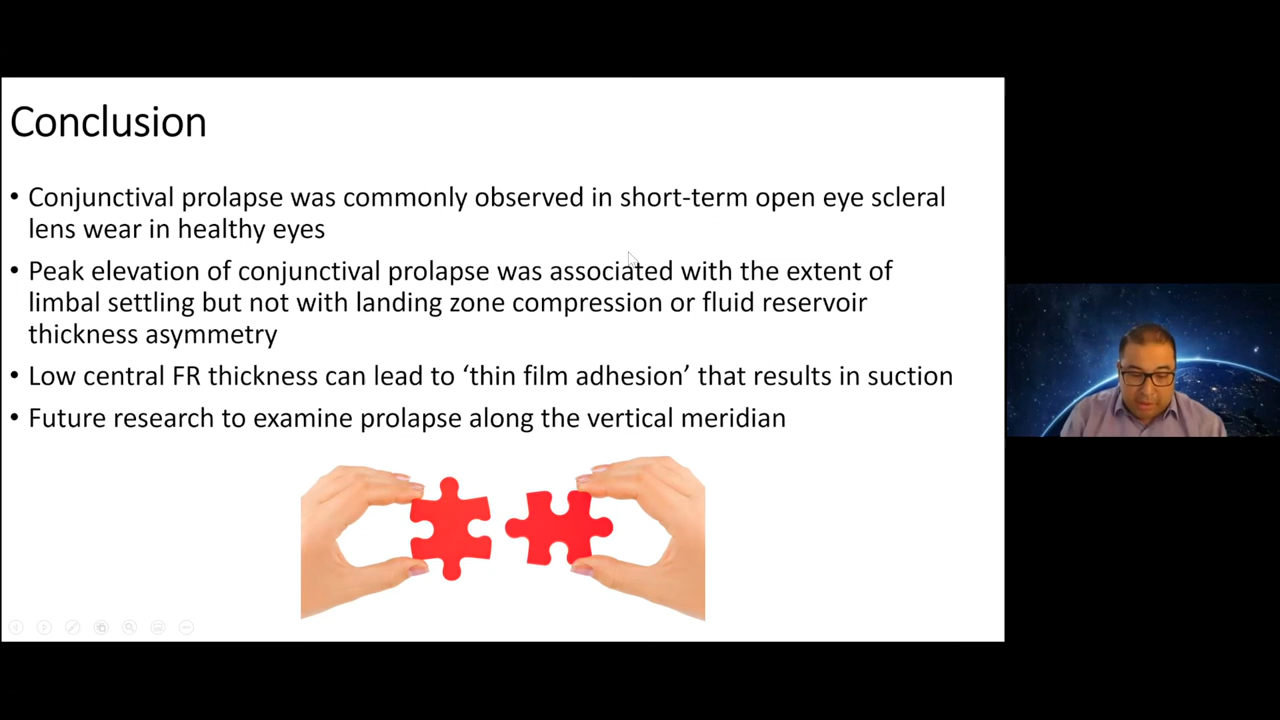 Conclusion
• Conjunctival prolapse was commonly observed in short-term open eye scleral
lens wear in healthy eyes
• Peak elevation of conjunctival prolapse was associated with the extent of
limbal settling but not with landing zone compression or fluid reservoir
thickness asymmetry
• Low central FR thickness can lead to ‘thin film adhesion’ that results in suction
• Future research to examine prolapse along the vertical meridian